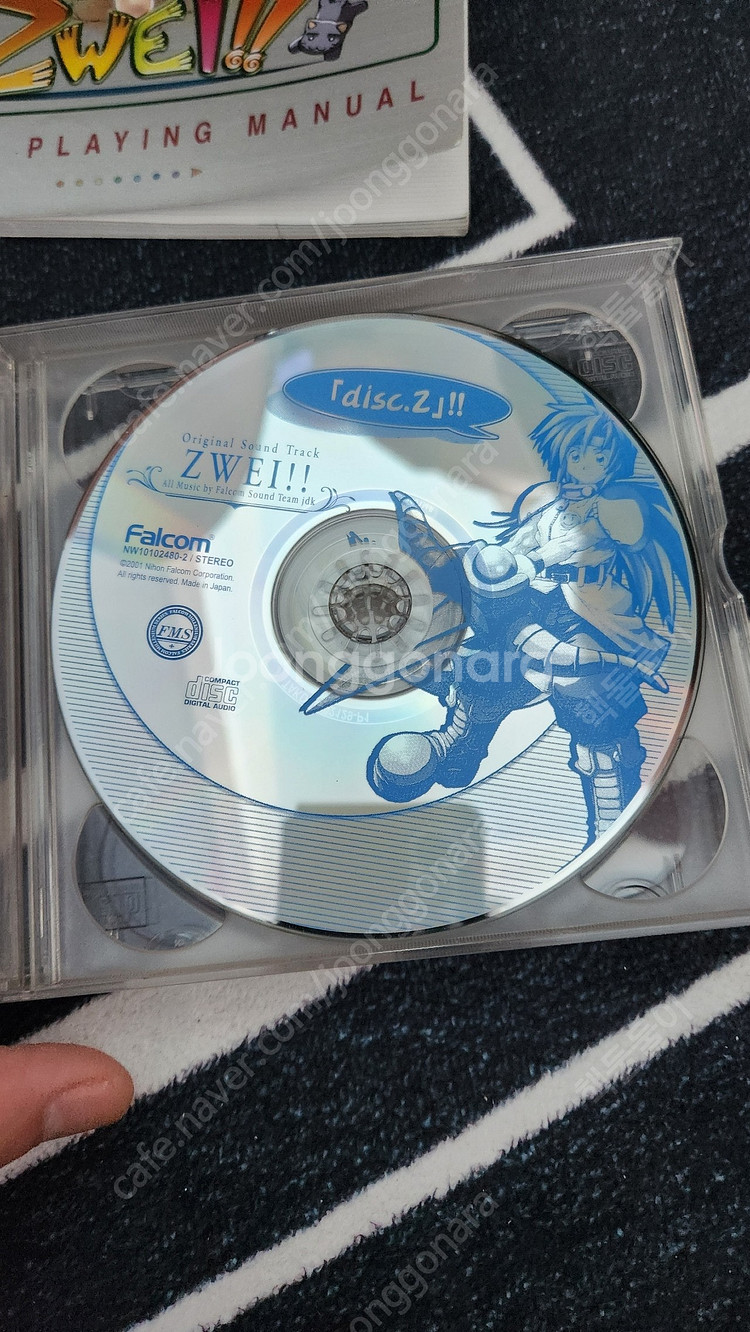 ZWEI!!
PLAYING MANUAL
「disc.2」!!
Original Sound Track
ZWEI!!
All Music by Falcom Sound Team jdk
Falcom
NW10102480-2 / STEREO
©2001 Nihon Falcom Corporation.
All rights reserved. Made in Japan.
FMS
COMPACT
disc
DIGITAL AUDIO
joonggonara
cafe.naver.com/joonggonara